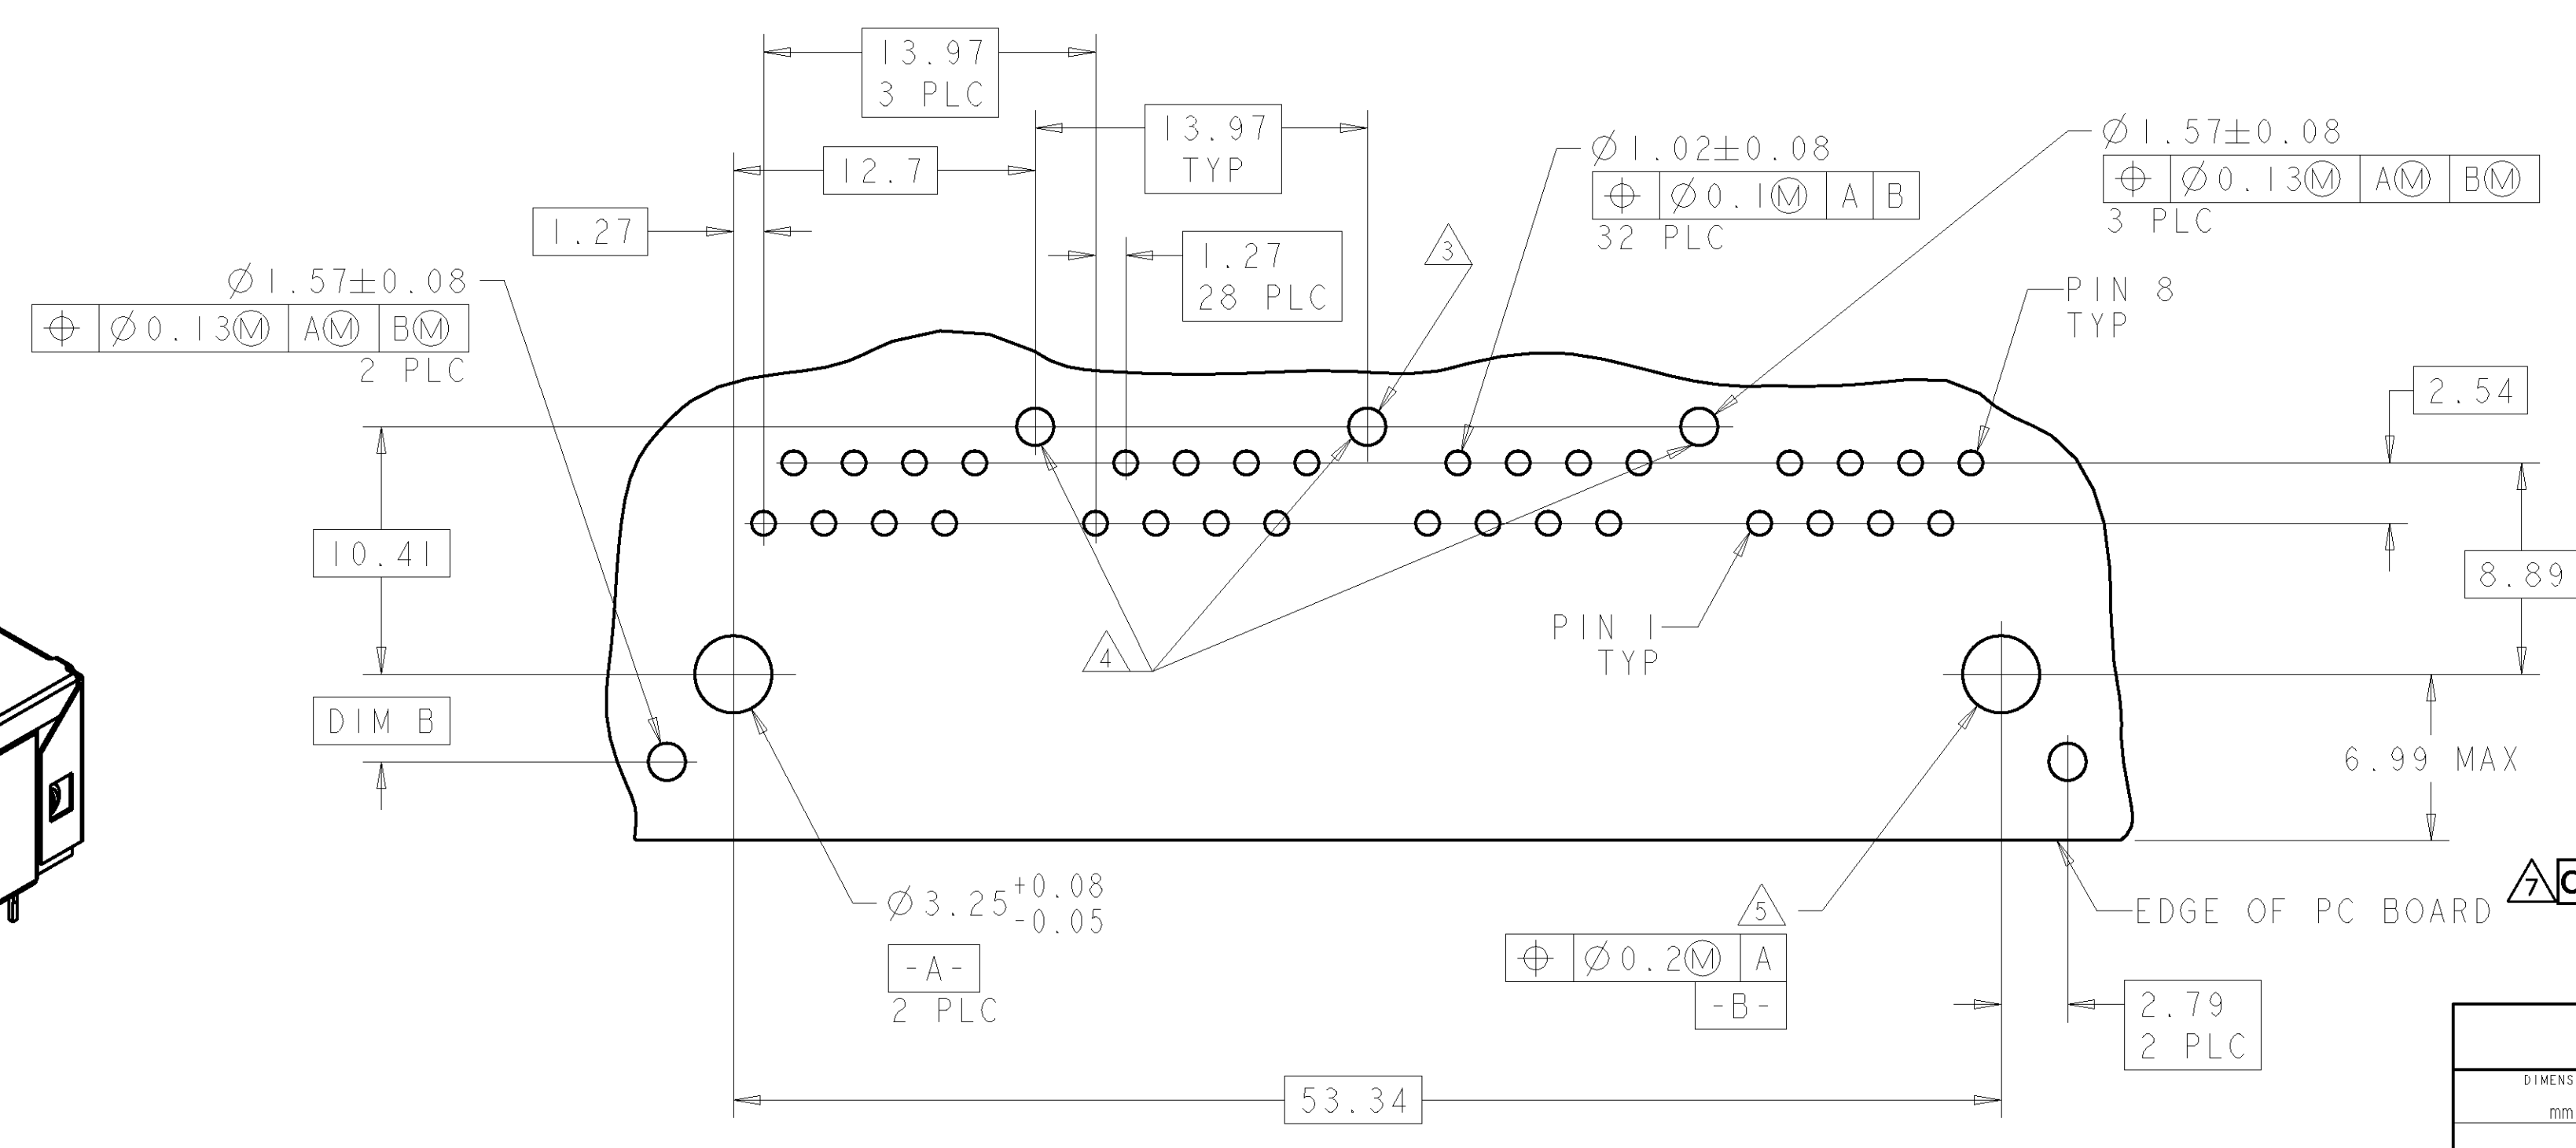 13.97
3 PLC
13.97
TYP
12.7
1.27
1.27
28 PLC
Ø1.02±0.08
⌖ Ø0.1Ⓜ A B
32 PLC
Ø1.57±0.08
⌖ Ø0.13Ⓜ AⓂ BⓂ
3 PLC
3
Ø1.57±0.08
⌖ Ø0.13Ⓜ AⓂ BⓂ
2 PLC
PIN 8
TYP
2.54
10.41
8.89
PIN 1
TYP
4
DIM B
6.99 MAX
Ø3.25 +0.08
-0.05
-A-
2 PLC
5
⌖ Ø0.2Ⓜ A
-B-
EDGE OF PC BOARD
7
2.79
2 PLC
53.34
DIMENS
mm